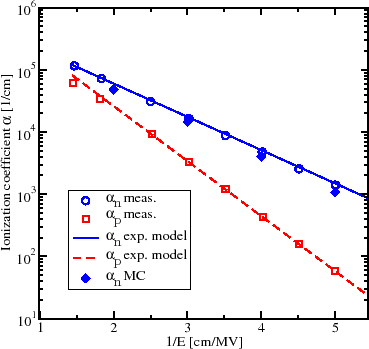 10^6
10^5
10^4
10^3
10^2
10^1
Ionization coefficient α [1/cm]
α_n meas.
α_p meas.
α_n exp. model
α_p exp. model
α_n MC
1 2 3 4 5
1/E [cm/MV]